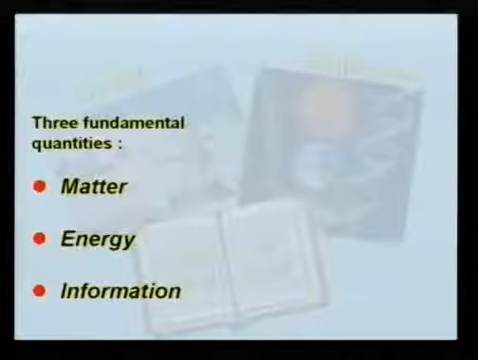 Three fundamental
quantities :
Matter
Energy
Information